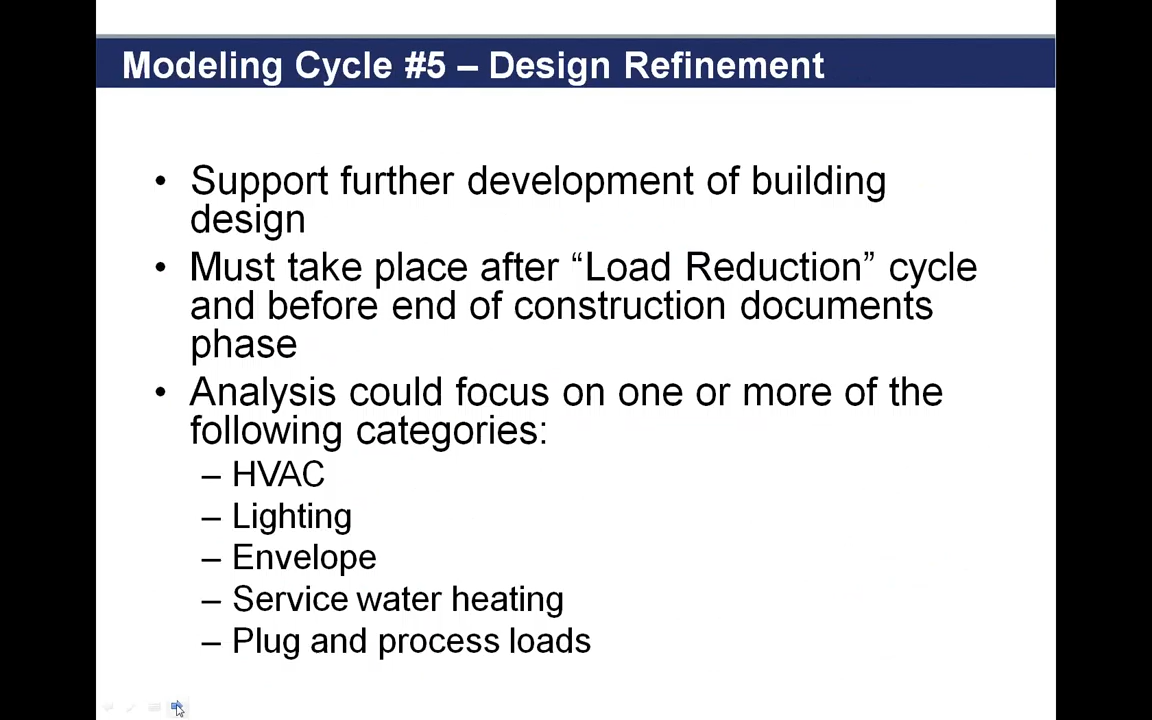 Modeling Cycle #5 – Design Refinement
• Support further development of building
design
• Must take place after “Load Reduction” cycle
and before end of construction documents
phase
• Analysis could focus on one or more of the
following categories:
– HVAC
– Lighting
– Envelope
– Service water heating
– Plug and process loads